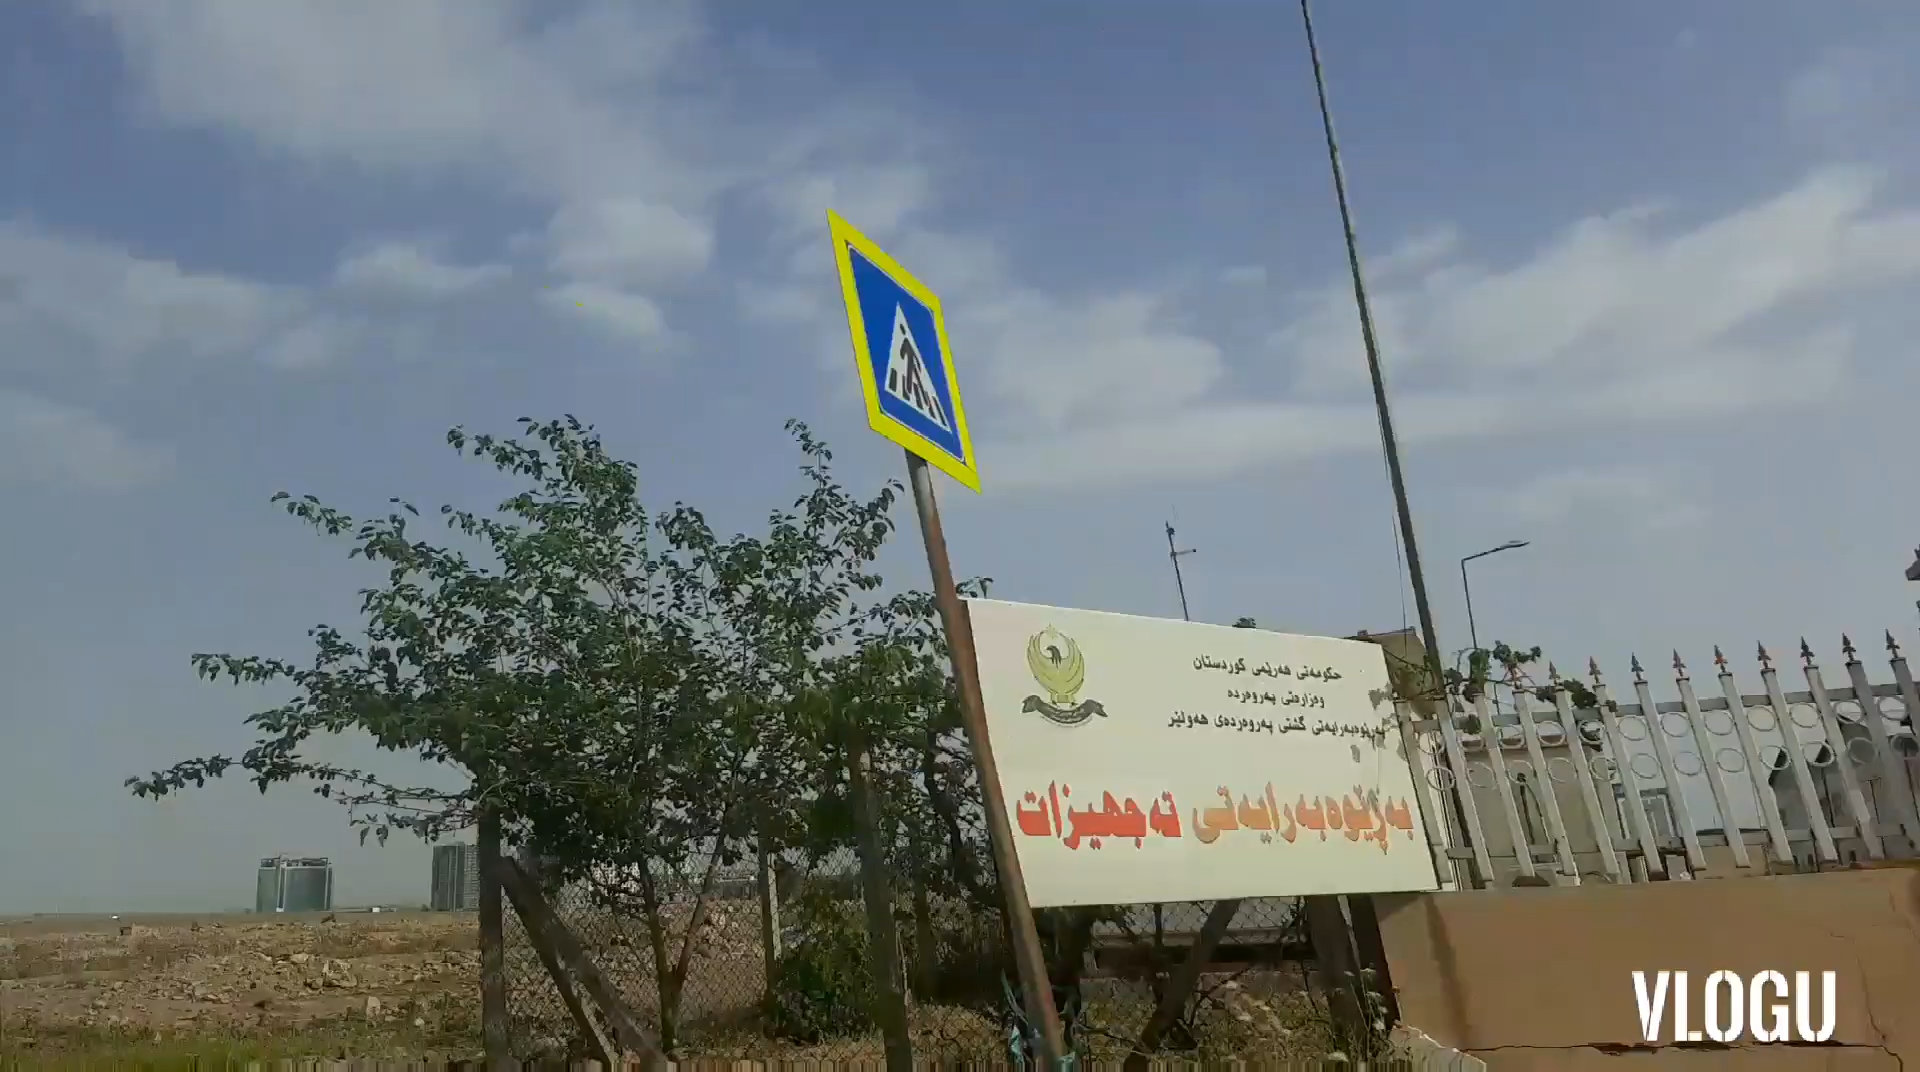 حکومەتی هەرێمی کوردستان
وەزارەتی پەروەردە
بەڕێوەبەرایەتی گشتی پەروەردەی هەولێر
بەڕێوەبەرایەتی تەجهیزات
VLOGU